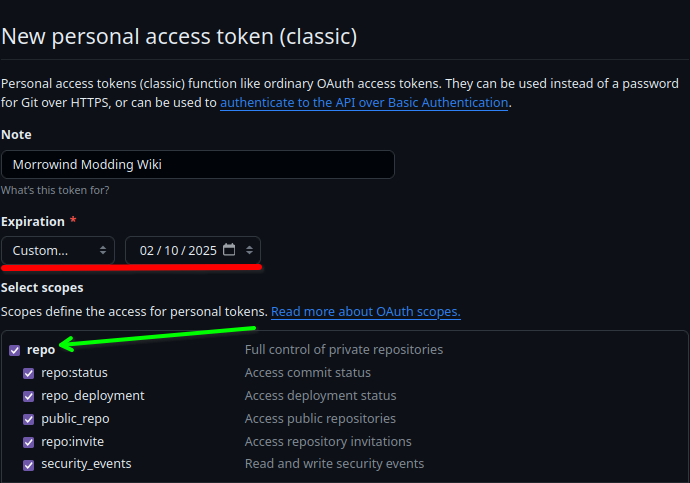 New personal access token (classic)
Personal access tokens (classic) function like ordinary OAuth access tokens. They can be used instead of a password
for Git over HTTPS, or can be used to authenticate to the API over Basic Authentication.
Note
Morrowind Modding Wiki
What's this token for?
Expiration *
Custom... 02 / 10 / 2025
Select scopes
Scopes define the access for personal tokens. Read more about OAuth scopes.
repo Full control of private repositories
repo:status Access commit status
repo_deployment Access deployment status
public_repo Access public repositories
repo:invite Access repository invitations
security_events Read and write security events